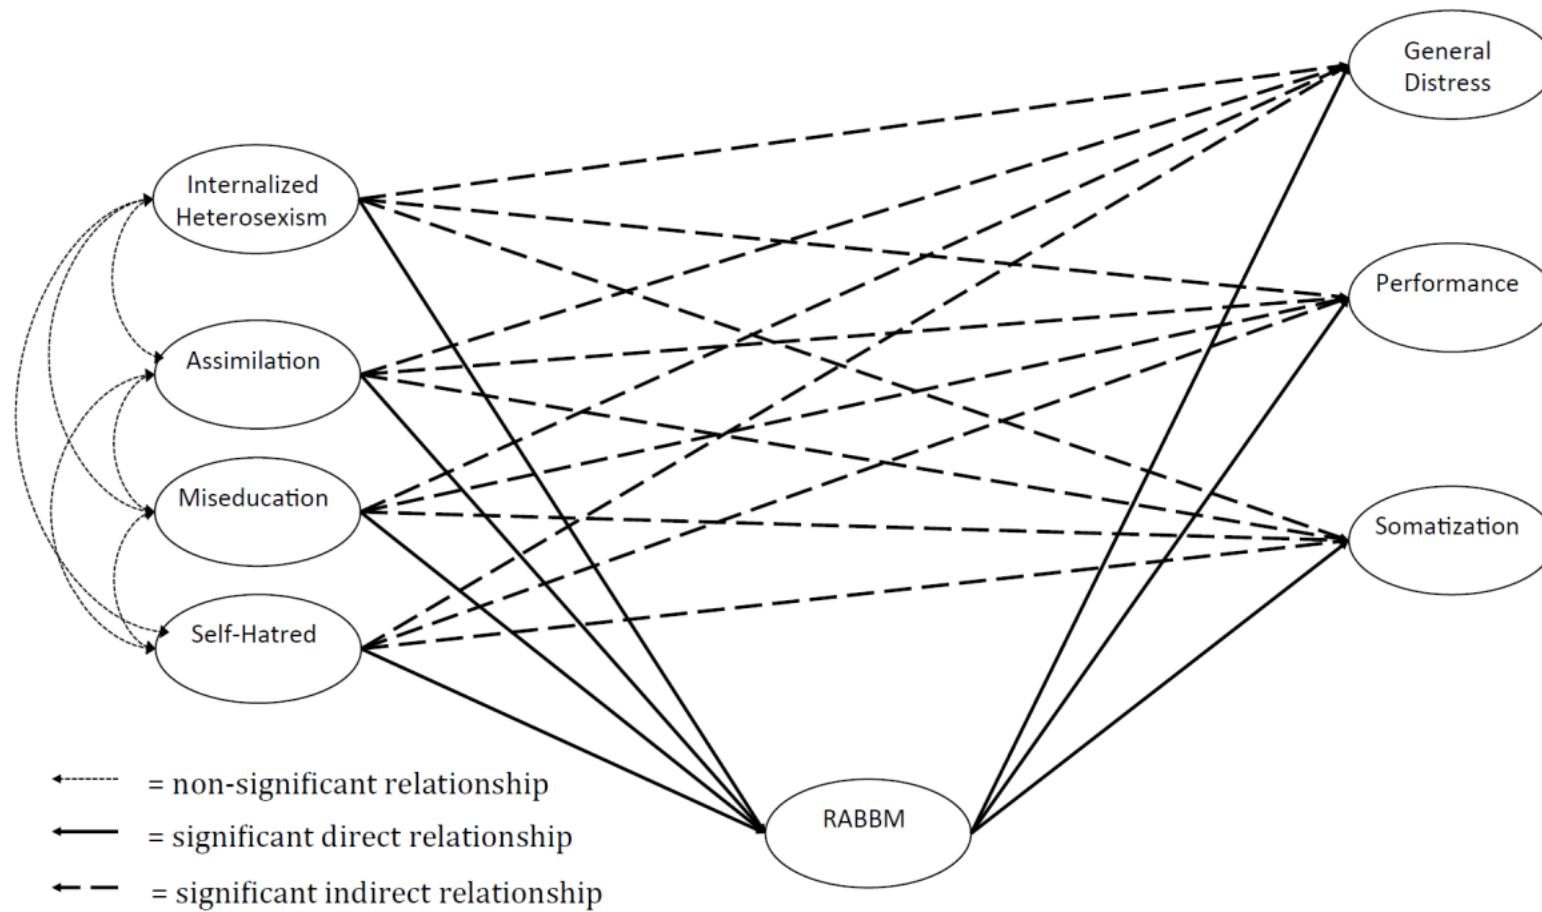 General
Distress
Internalized
Heterosexism
Performance
Assimilation
Miseducation
Somatization
Self-Hatred
RABBM
= non-significant relationship
= significant direct relationship
= significant indirect relationship